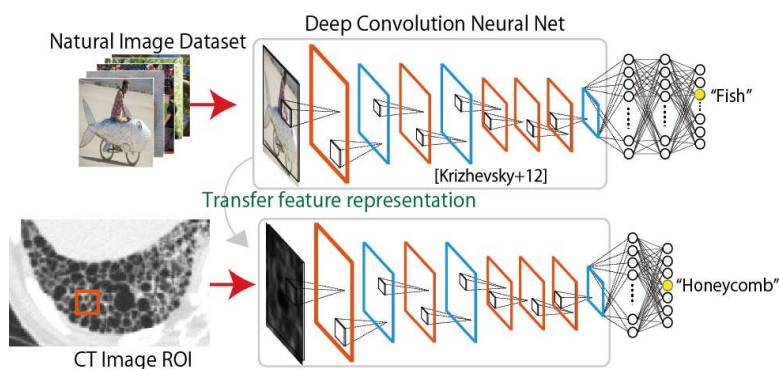 Deep Convolution Neural Net
Natural Image Dataset
"Fish"
[Krizhevsky+12]
Transfer feature representation
"Honeycomb"
CT Image ROI